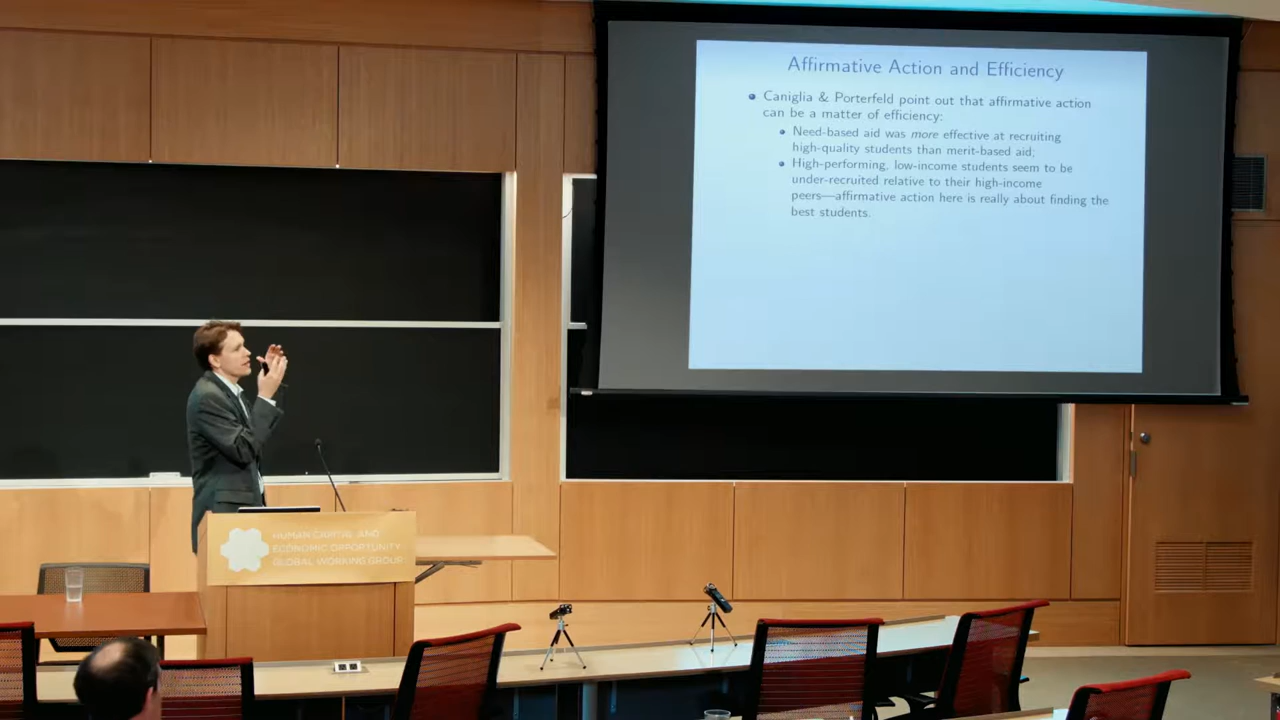 Affirmative Action and Efficiency
Caniglia & Porterfeld point out that affirmative action
can be a matter of efficiency:
Need-based aid was more effective at recruiting
high-quality students than merit-based aid;
High-performing, low-income students seem to be
under-recruited relative to their high-income
peers—affirmative action here is really about finding the
best students.
HUMAN CAPITAL AND
ECONOMIC OPPORTUNITY
GLOBAL WORKING GROUP